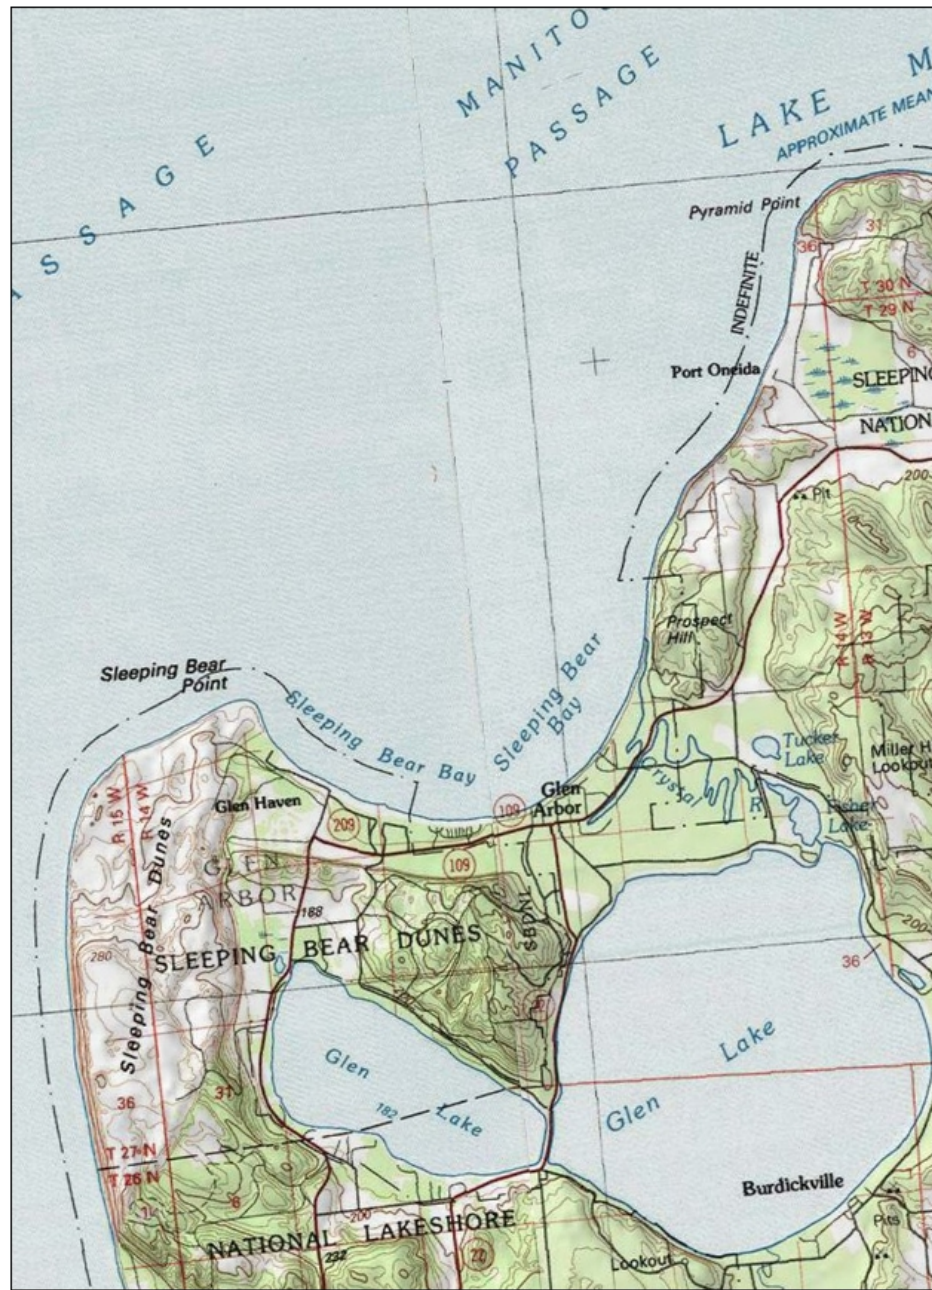 MANITOU
PASSAGE
LAKE M
APPROXIMATE MEAN
ASSAGE
Pyramid Point
31
36
INDEFINITE
T 30 N
T 29 N
6
Port Oneida
SLEEPING
NATION
200
Pit
Prospect
Hill
R 14 W
R 13 W
Sleeping Bear
Point
Sleeping Bear Bay
Sleeping Bear
Bay
Tucker
Lake
Miller H
Lookout
Crystal
R
Fisher
Lake
Glen Haven
209
109
Glen
Arbor
109
R 15 W
R 14 W
GLEN
ARBOR
188
SBDNL
200
280
SLEEPING BEAR DUNES
Sleeping Bear Dunes
36
Glen
Lake
182
Glen Lake
36
31
T 27 N
T 26 N
1
6
Burdickville
200
NATIONAL LAKESHORE
232
22
Pits
Lookout